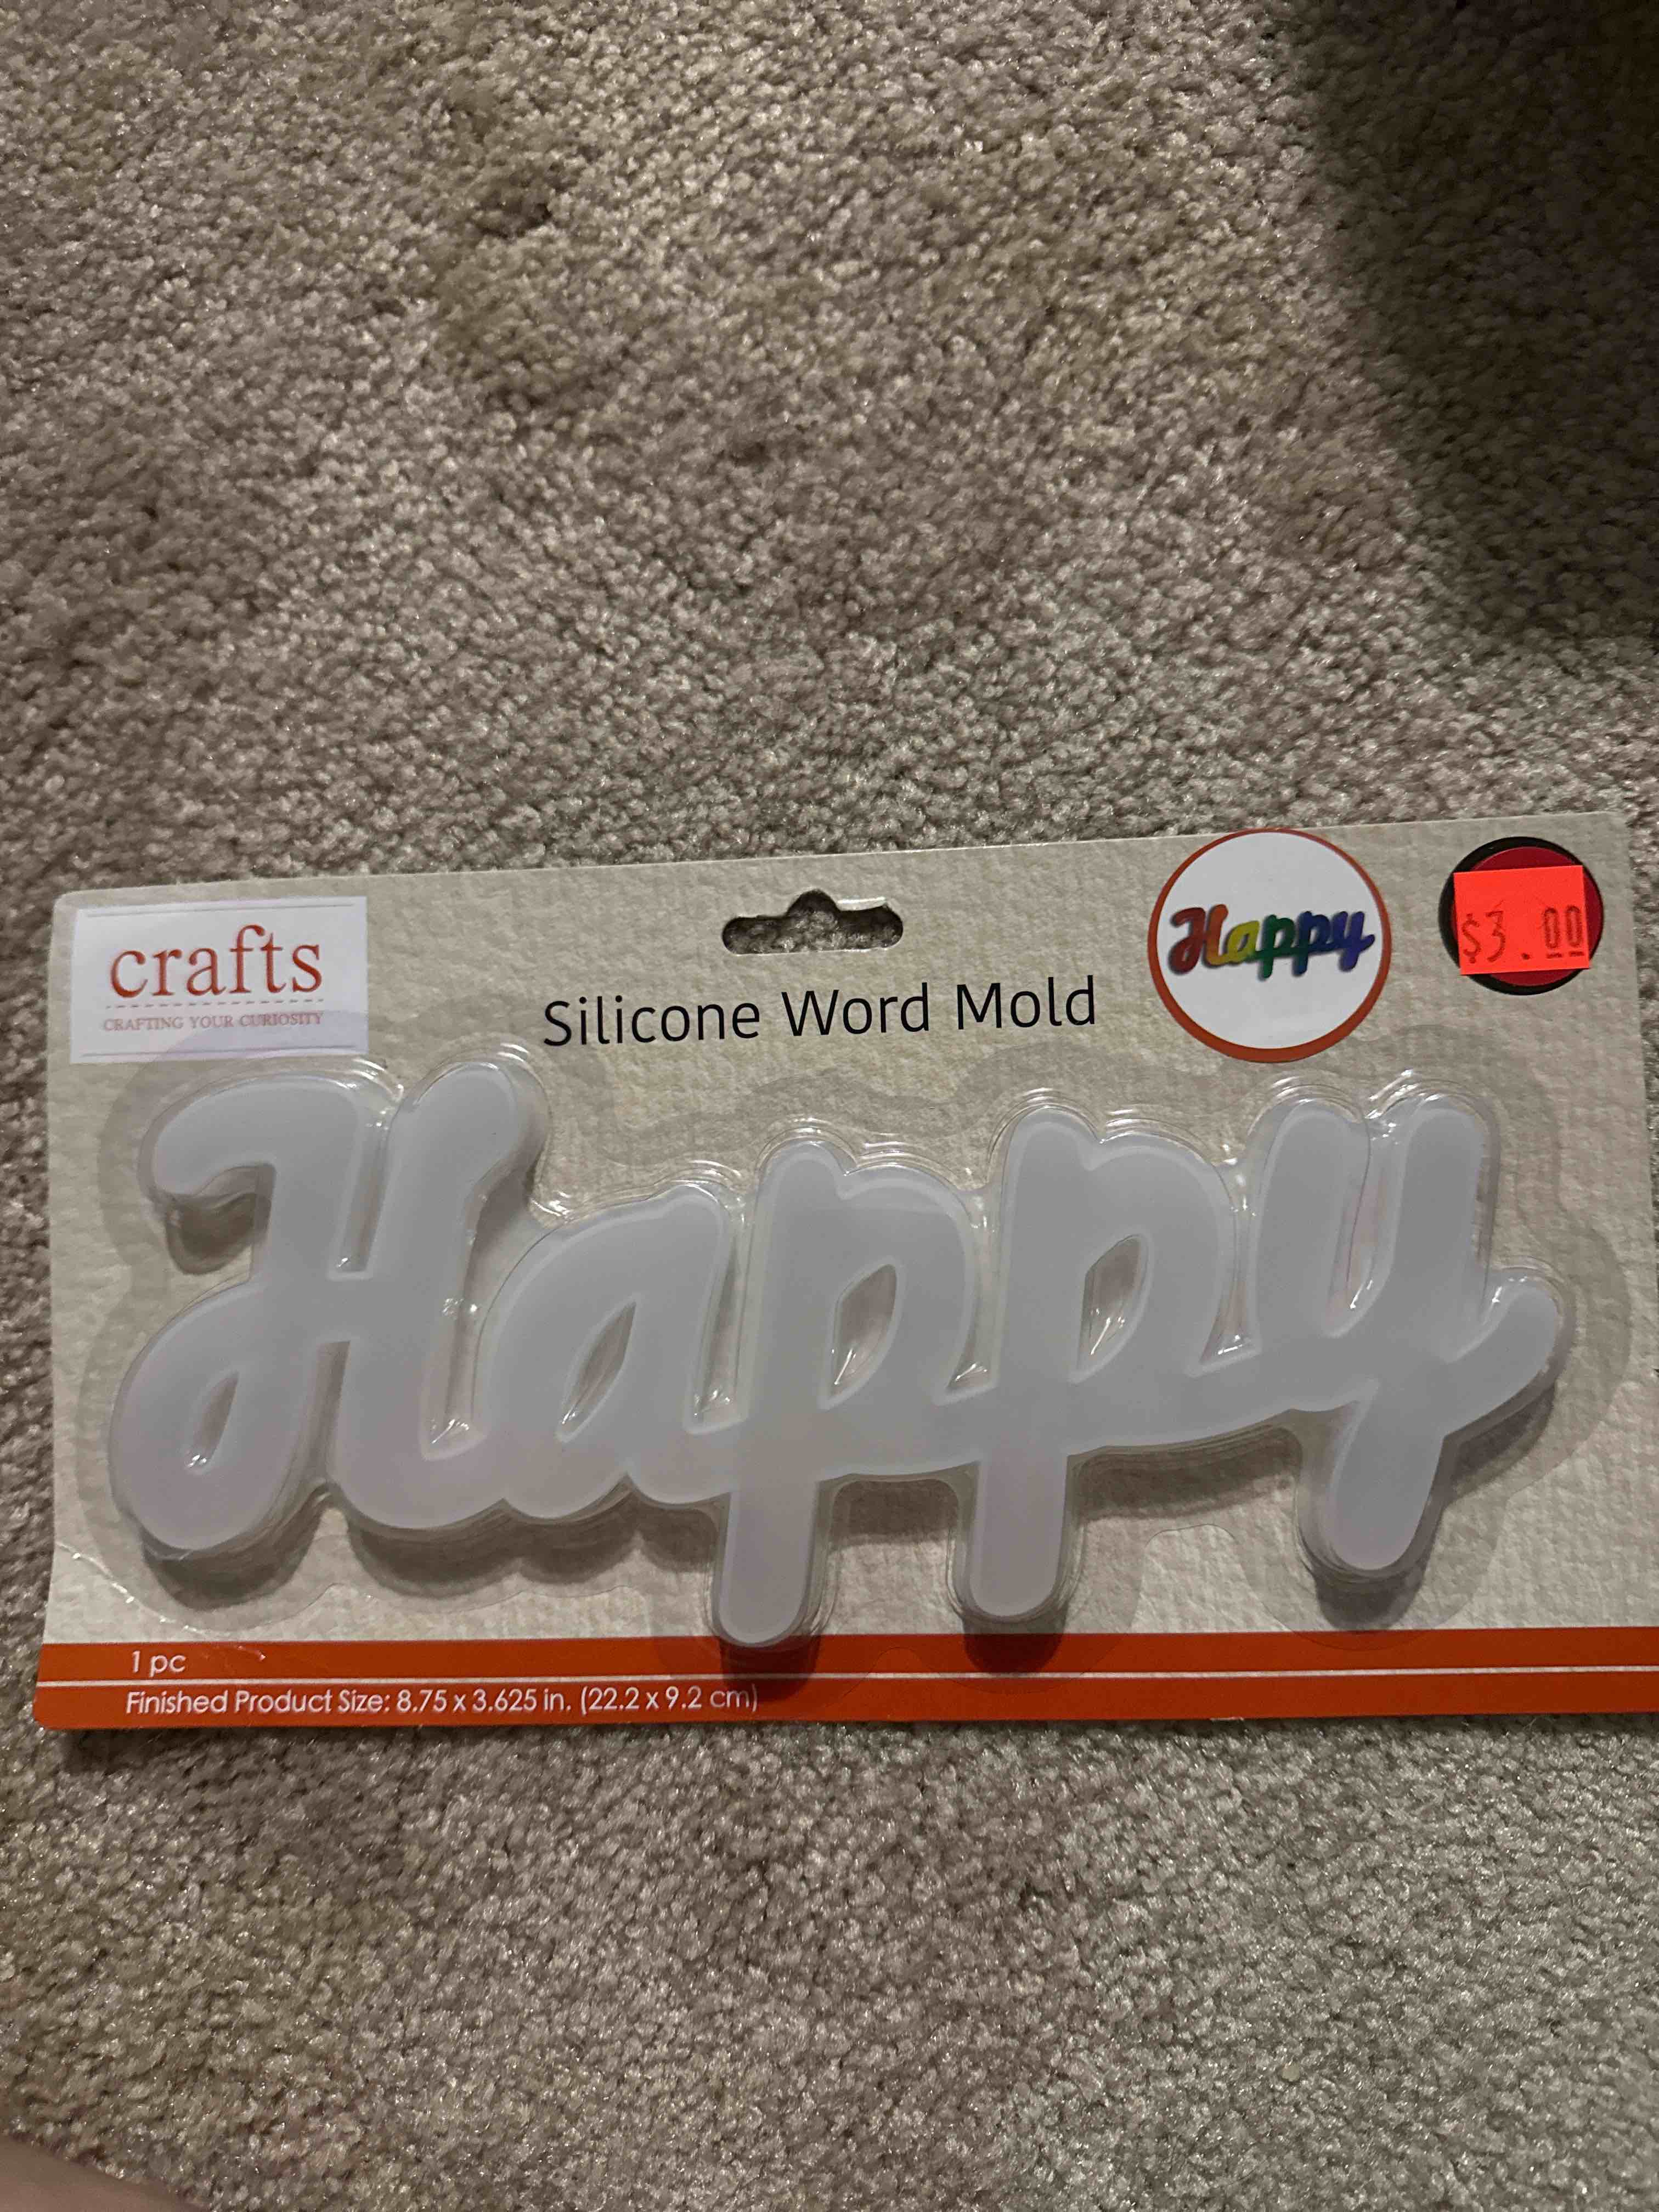 crafts
CRAFTING YOUR CURIOSITY
Silicone Word Mold
Happy
$3.00
Happy
1 pc
Finished Product Size: 8.75 x 3.625 in. (22.2 x 9.2 cm)